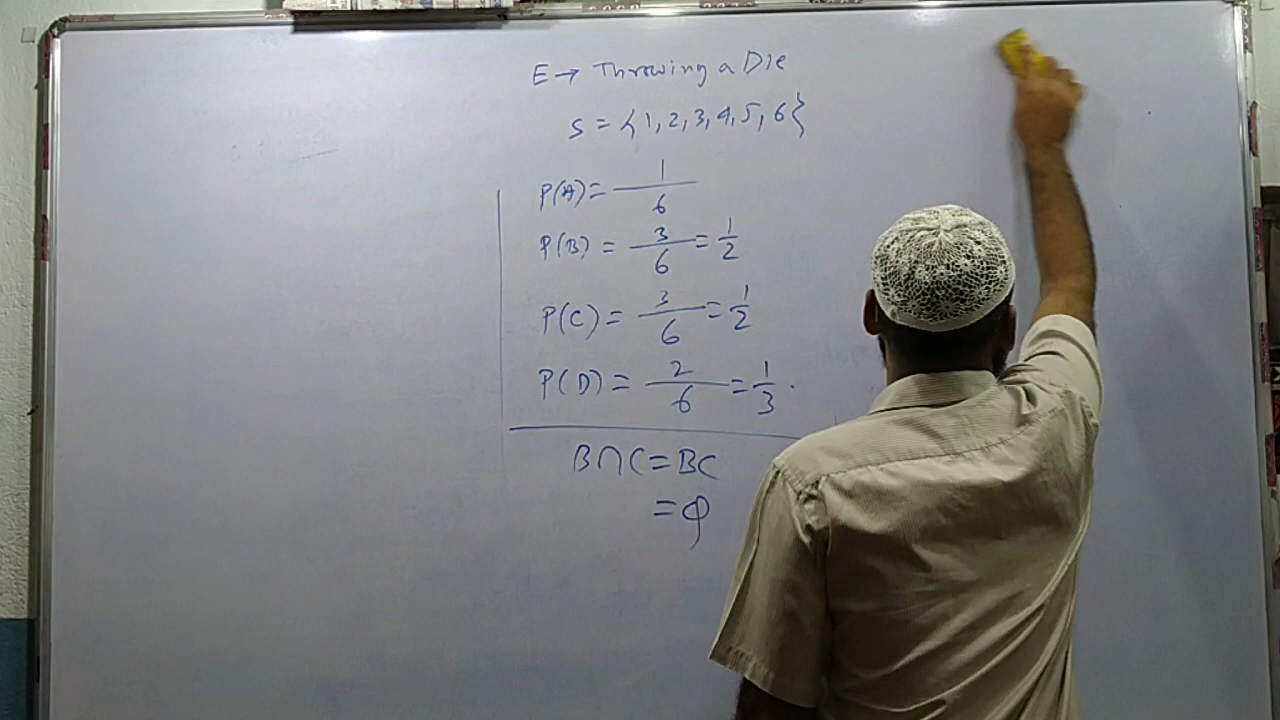 E → Throwing a Die
S = {1, 2, 3, 4, 5, 6}
P(A) = 1/6
P(B) = 3/6 = 1/2
P(C) = 3/6 = 1/2
P(D) = 2/6 = 1/3.
B∩C = BC
= φ